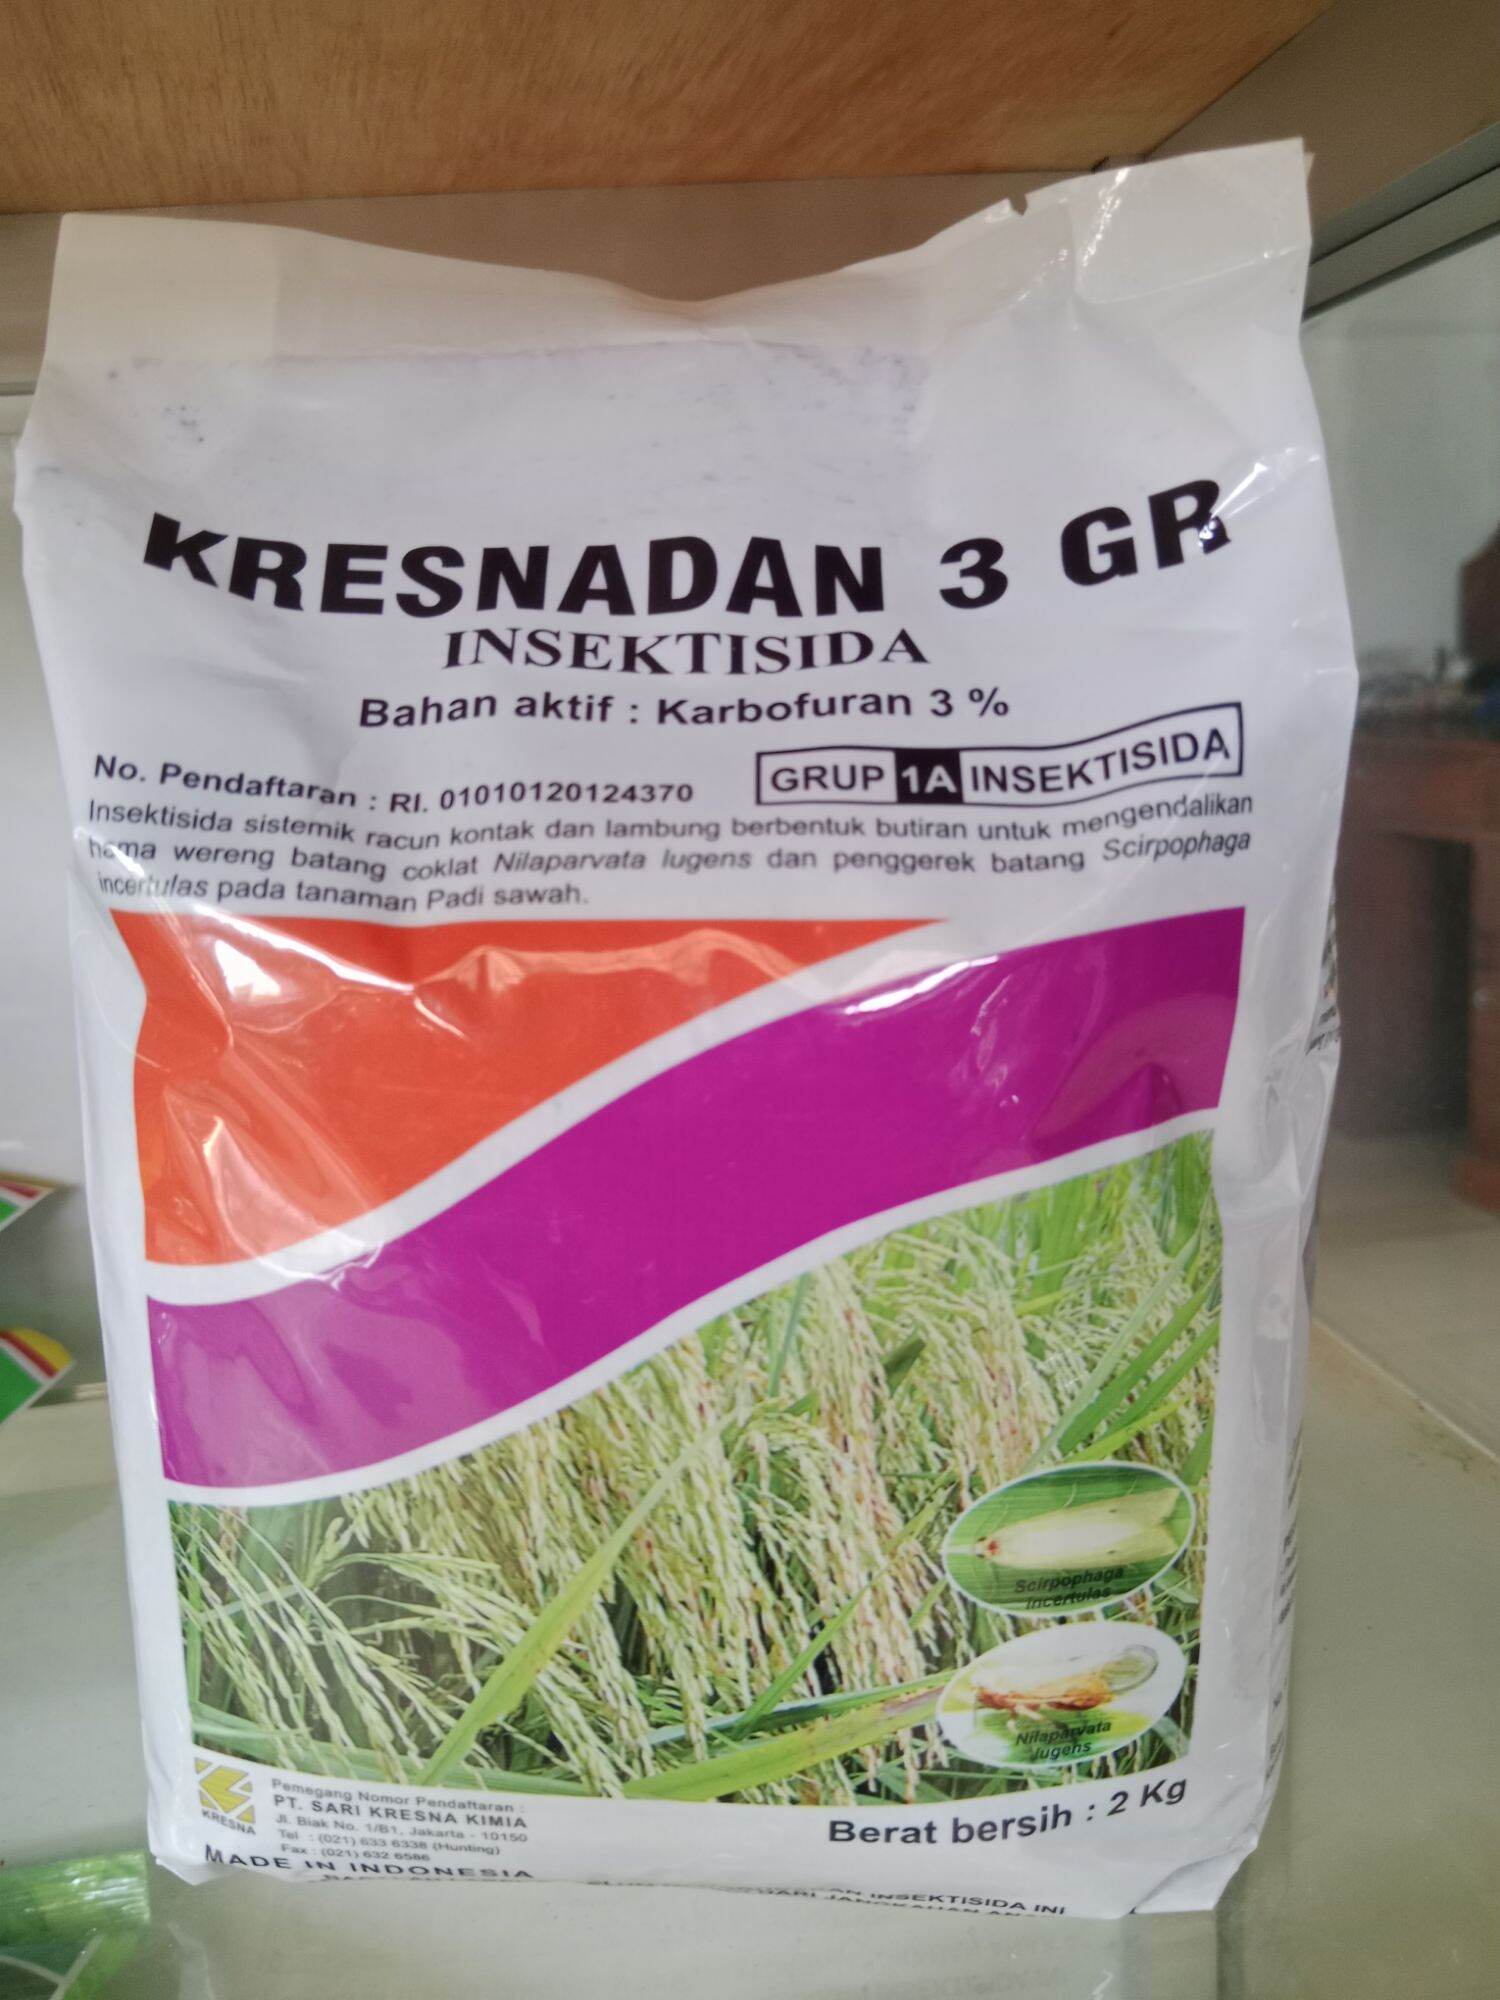 KRESNADAN 3 GR
INSEKTISIDA
Bahan aktif : Karbofuran 3 %
No. Pendaftaran : RI. 01010120124370
GRUP 1A INSEKTISIDA
Insektisida sistemik racun kontak dan lambung berbentuk butiran untuk mengendalikan
hama wereng batang coklat Nilaparvata lugens dan penggerek batang Scirpophaga
incertulas pada tanaman Padi sawah.
Scirpophaga
incertulas
Nilaparvata
lugens
KRESNA
Pemegang Nomor Pendaftaran :
PT. SARI KRESNA KIMIA
Jl. Biak No. 1/B1, Jakarta - 10150
Tel : (021) 633 6338 (Hunting)
Fax : (021) 632 6586
MADE IN INDONESIA
Berat bersih : 2 Kg
INSEKTISIDA INI